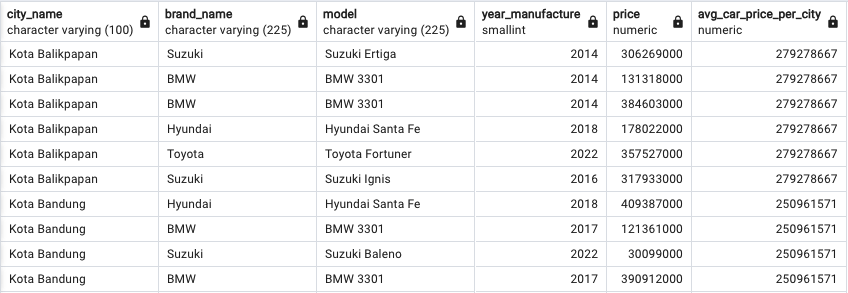 city_name brand_name model year_manufacture price avg_car_price_per_city
character varying (100) character varying (225) character varying (225) smallint numeric numeric
Kota Balikpapan Suzuki Suzuki Ertiga 2014 306269000 279278667
Kota Balikpapan BMW BMW 3301 2014 131318000 279278667
Kota Balikpapan BMW BMW 3301 2014 384603000 279278667
Kota Balikpapan Hyundai Hyundai Santa Fe 2018 178022000 279278667
Kota Balikpapan Toyota Toyota Fortuner 2022 357527000 279278667
Kota Balikpapan Suzuki Suzuki Ignis 2016 317933000 279278667
Kota Bandung Hyundai Hyundai Santa Fe 2018 409387000 250961571
Kota Bandung BMW BMW 3301 2017 121361000 250961571
Kota Bandung Suzuki Suzuki Baleno 2022 30099000 250961571
Kota Bandung BMW BMW 3301 2017 390912000 250961571